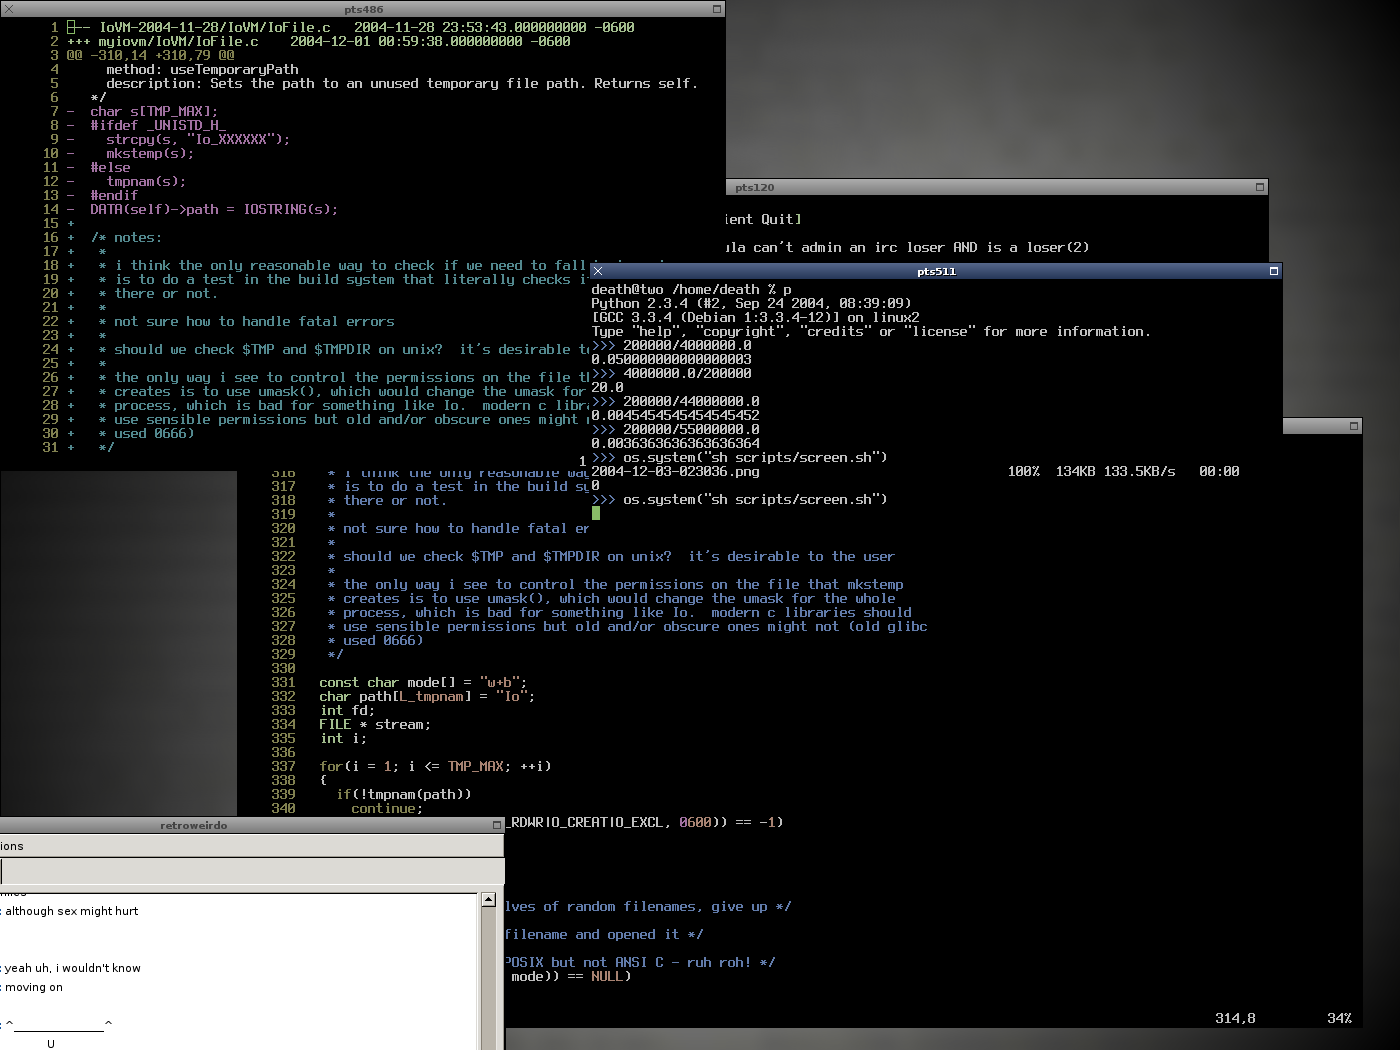 pts486
1 --- IoVM-2004-11-28/IoVM/IoFile.c   2004-11-28 23:53:43.000000000 -0600
2 +++ myiovm/IoVM/IoFile.c    2004-12-01 00:59:38.000000000 -0600
3 @@ -310,14 +310,79 @@
4      method: useTemporaryPath
5      description: Sets the path to an unused temporary file path. Returns self.
6    */
7 -  char s[TMP_MAX];
8 -  #ifdef _UNISTD_H_
9 -    strcpy(s, "Io_XXXXXX");
10 -    mkstemp(s);
11 -  #else
12 -    tmpnam(s);
13 -  #endif
14 -  DATA(self)->path = IOSTRING(s);
15 +
16 +  /* notes:
17 +   *
18 +   * i think the only reasonable way to check if we need to fall
19 +   * is to do a test in the build system that literally checks i
20 +   * there or not.
21 +   *
22 +   * not sure how to handle fatal errors
23 +   *
24 +   * should we check $TMP and $TMPDIR on unix?  it's desirable t
25 +   *
26 +   * the only way i see to control the permissions on the file t
27 +   * creates is to use umask(), which would change the umask for
28 +   * process, which is bad for something like Io.  modern c libr
29 +   * use sensible permissions but old and/or obscure ones might
30 +   * used 0666)
31 +   */
1
pts120
ient Quit]
ula can't admin an irc loser AND is a loser(2)
pts511
death@two /home/death % p
Python 2.3.4 (#2, Sep 24 2004, 08:39:09)
[GCC 3.3.4 (Debian 1:3.3.4-12)] on linux2
Type "help", "copyright", "credits" or "license" for more information.
>>> 200000/4000000.0
0.050000000000000003
>>> 4000000.0/200000
20.0
>>> 200000/44000000.0
0.0045454545454545452
>>> 200000/55000000.0
0.0036363636363636364
>>> os.system("sh scripts/screen.sh")
2004-12-03-023036.png                               100%  134KB 133.5KB/s   00:00
0
>>> os.system("sh scripts/screen.sh")
316    * i think the only reasonable way
317    * is to do a test in the build sy
318    * there or not.
319    *
320    * not sure how to handle fatal er
321    *
322    * should we check $TMP and $TMPDIR on unix?  it's desirable to the user
323    *
324    * the only way i see to control the permissions on the file that mkstemp
325    * creates is to use umask(), which would change the umask for the whole
326    * process, which is bad for something like Io.  modern c libraries should
327    * use sensible permissions but old and/or obscure ones might not (old glibc
328    * used 0666)
329    */
330
331   const char mode[] = "w+b";
332   char path[L_tmpnam] = "Io";
333   int fd;
334   FILE * stream;
335   int i;
336
337   for(i = 1; i <= TMP_MAX; ++i)
338   {
339     if(!tmpnam(path))
340       continue;
_RDWR|O_CREAT|O_EXCL, 0600)) == -1)
lves of random filenames, give up */
filename and opened it */
POSIX but not ANSI C - ruh roh! */
mode)) == NULL)
314,8         34%
retroweirdo
ions
: although sex might hurt
: yeah uh, i wouldn't know
: moving on
: ^______________^
U